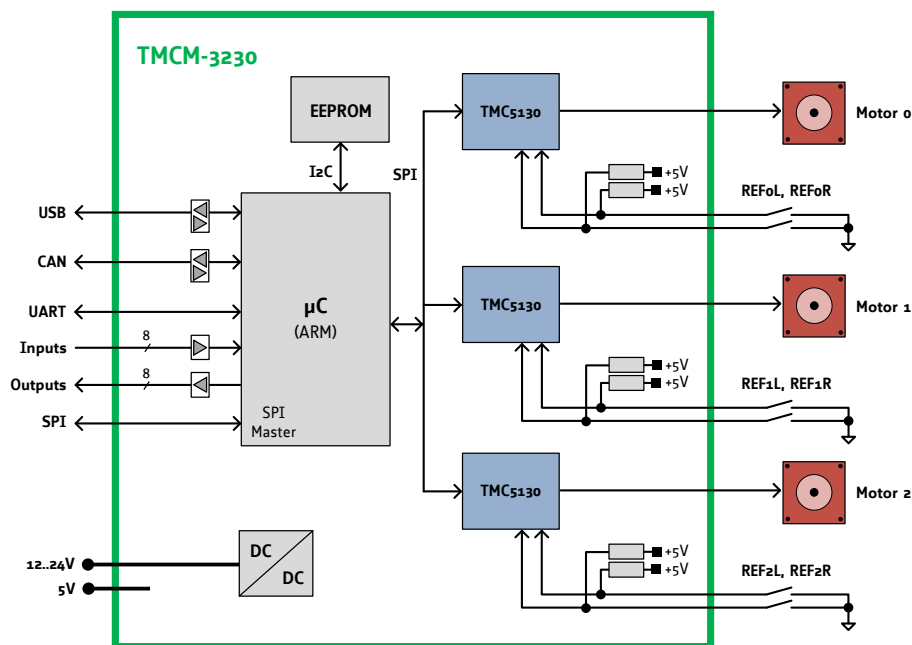 TMCM-3230
EEPROM
I2C
SPI
TMC5130
Motor 0
+5V
+5V
REF0L, REF0R
USB
CAN
UART
Inputs
8
Outputs
8
SPI
µC
(ARM)
SPI
Master
TMC5130
Motor 1
+5V
+5V
REF1L, REF1R
TMC5130
Motor 2
+5V
+5V
REF2L, REF2R
12..24V
5V
DC
DC